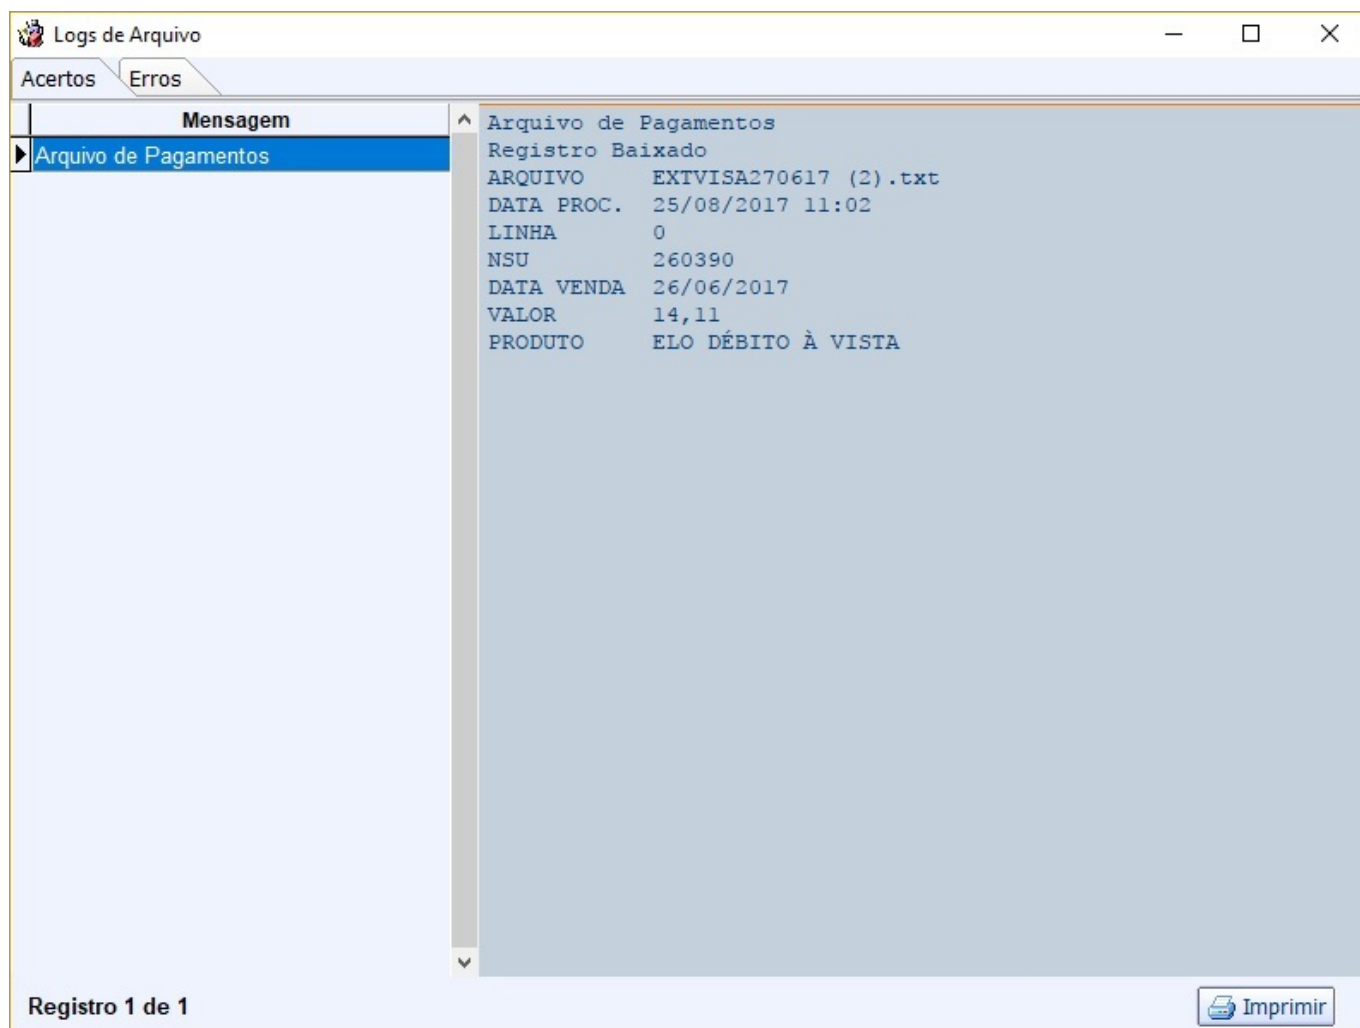 Logs de Arquivo
Acertos Erros
Mensagem
Arquivo de Pagamentos
Arquivo de Pagamentos
Registro Baixado
ARQUIVO EXTVISA270617 (2).txt
DATA PROC. 25/08/2017 11:02
LINHA 0
NSU 260390
DATA VENDA 26/06/2017
VALOR 14,11
PRODUTO ELO DÉBITO À VISTA
Registro 1 de 1
Imprimir